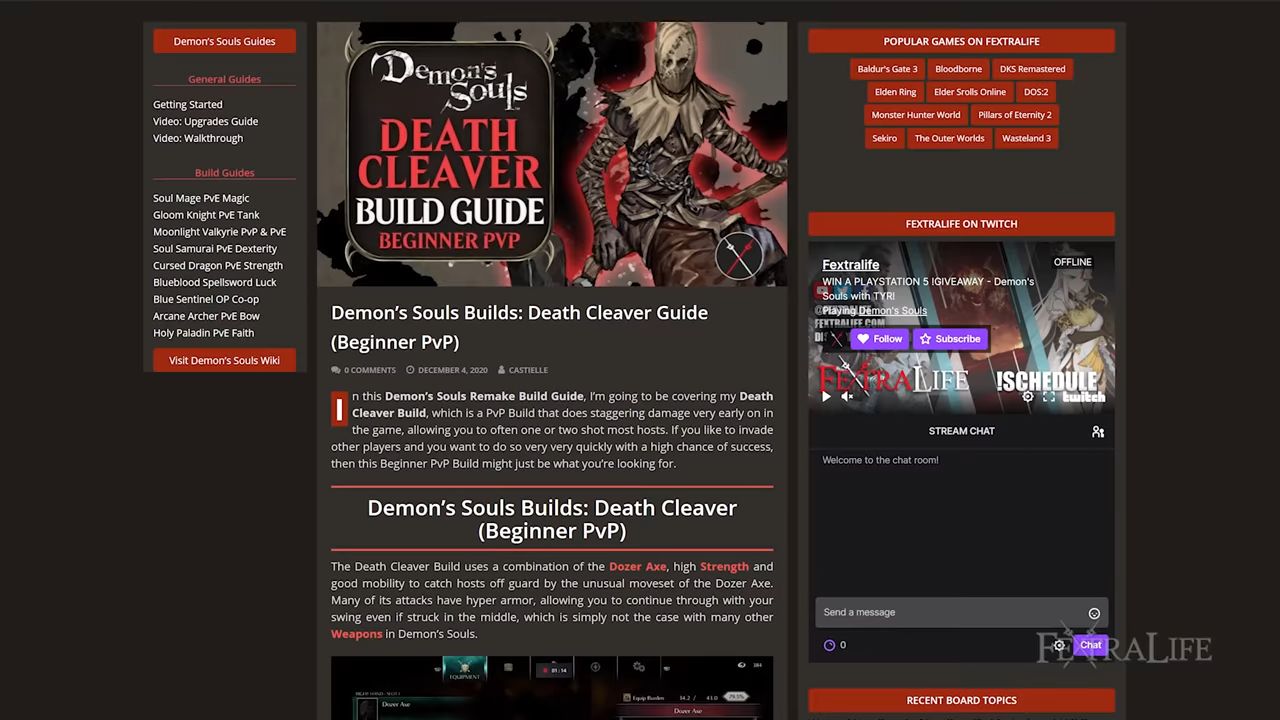 Demon's Souls Guides
General Guides
Getting Started
Video: Upgrades Guide
Video: Walkthrough
Build Guides
Soul Mage PvE Magic
Gloom Knight PvE Tank
Moonlight Valkyrie PvP & PvE
Soul Samurai PvE Dexterity
Cursed Dragon PvE Strength
Blueblood Spellsword Luck
Blue Sentinel OP Co-op
Arcane Archer PvE Bow
Holy Paladin PvE Faith
Visit Demon's Souls Wiki
Demon's
Souls
DEATH
CLEAVER
BUILD GUIDE
BEGINNER PVP
Demon's Souls Builds: Death Cleaver Guide
(Beginner PvP)
0 COMMENTS DECEMBER 4, 2020 CASTIELLE
In this Demon's Souls Remake Build Guide, I'm going to be covering my Death
Cleaver Build, which is a PvP Build that does staggering damage very early on in
the game, allowing you to often one or two shot most hosts. If you like to invade
other players and you want to do so very very quickly with a high chance of success,
then this Beginner PvP Build might just be what you're looking for.
Demon's Souls Builds: Death Cleaver
(Beginner PvP)
The Death Cleaver Build uses a combination of the Dozer Axe, high Strength and
good mobility to catch hosts off guard by the unusual moveset of the Dozer Axe.
Many of its attacks have hyper armor, allowing you to continue through with your
swing even if struck in the middle, which is simply not the case with many other
Weapons in Demon's Souls.
EQUIPMENT
Dozer Axe
Equip Burden
Dozer Axe
POPULAR GAMES ON FEXTRALIFE
Baldur's Gate 3 Bloodborne DKS Remastered
Elden Ring Elder Srolls Online DOS:2
Monster Hunter World Pillars of Eternity 2
Sekiro The Outer Worlds Wasteland 3
FEXTRALIFE ON TWITCH
Fextralife OFFLINE
WIN A PLAYSTATION 5 !GIVEAWAY - Demon's
Souls with TYR!
Playing Demon's Souls
FEXTRALIFE.COM
Follow Subscribe
FEXTRALIFE !SCHEDULE
twitch
STREAM CHAT
Welcome to the chat room!
Send a message
0 Chat
FEXTRALIFE
RECENT BOARD TOPICS